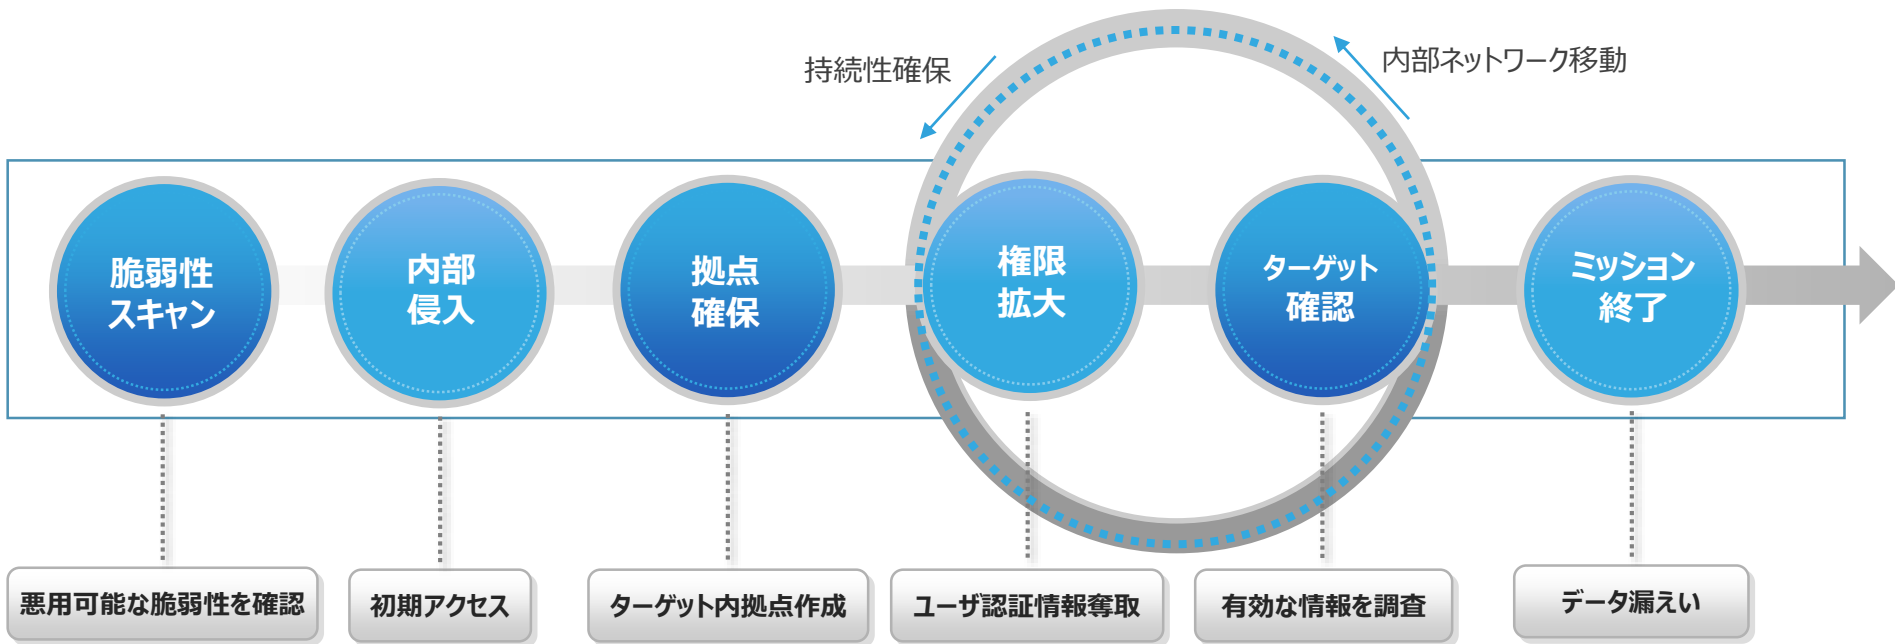 持続性確保
内部ネットワーク移動
脆弱性
スキャン
内部
侵入
拠点
確保
権限
拡大
ターゲット
確認
ミッション
終了
悪用可能な脆弱性を確認
初期アクセス
ターゲット内拠点作成
ユーザ認証情報奪取
有効な情報を調査
データ漏えい